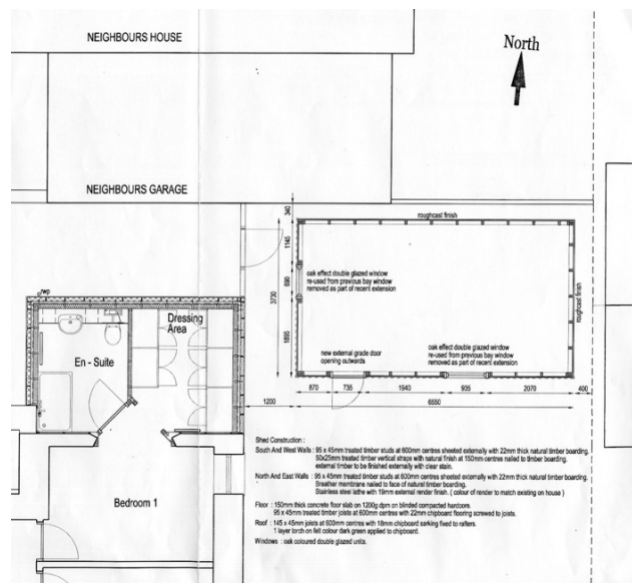 NEIGHBOURS HOUSE
North
NEIGHBOURS GARAGE
340
roughcast finish
1145
oak effect double glazed window
re-used from previous bay window
removed as part of recent extension
690
3730
roughcast finish
rwp
Dressing
Area
1895
oak effect double glazed window
re-used from previous bay window
removed as part of recent extension
En - Suite
new external grade door
opening outwards
870
735
1940
935
2070
400
1200
6550
Shed Construction :
South And West Walls : 95 x 45mm treated timber studs at 600mm centres sheeted externally with 22mm thick natural timber boarding.
50x25mm treated timber vertical straps with natural finish at 150mm centres nailed to timber boarding.
external timber to be finished externally with clear stain.
North And East Walls : 95 x 45mm treated timber studs at 600mm centres sheeted externally with 22mm thick natural timber boarding.
Breather membrane nailed to face of natural timber boarding.
Stainless steel lathe with 19mm external render finish. ( colour of render to match existing on house )
Bedroom 1
Floor : 150mm thick concrete floor slab on 1200g dpm on blinded compacted hardcore.
95 x 45mm treated timber joists at 600mm centres with 22mm chipboard flooring screwed to joists.
Roof : 145 x 45mm joists at 600mm centres with 18mm chipboard sarking fixed to rafters.
1 layer torch on felt colour dark green applied to chipboard.
Windows : oak coloured double glazed units.